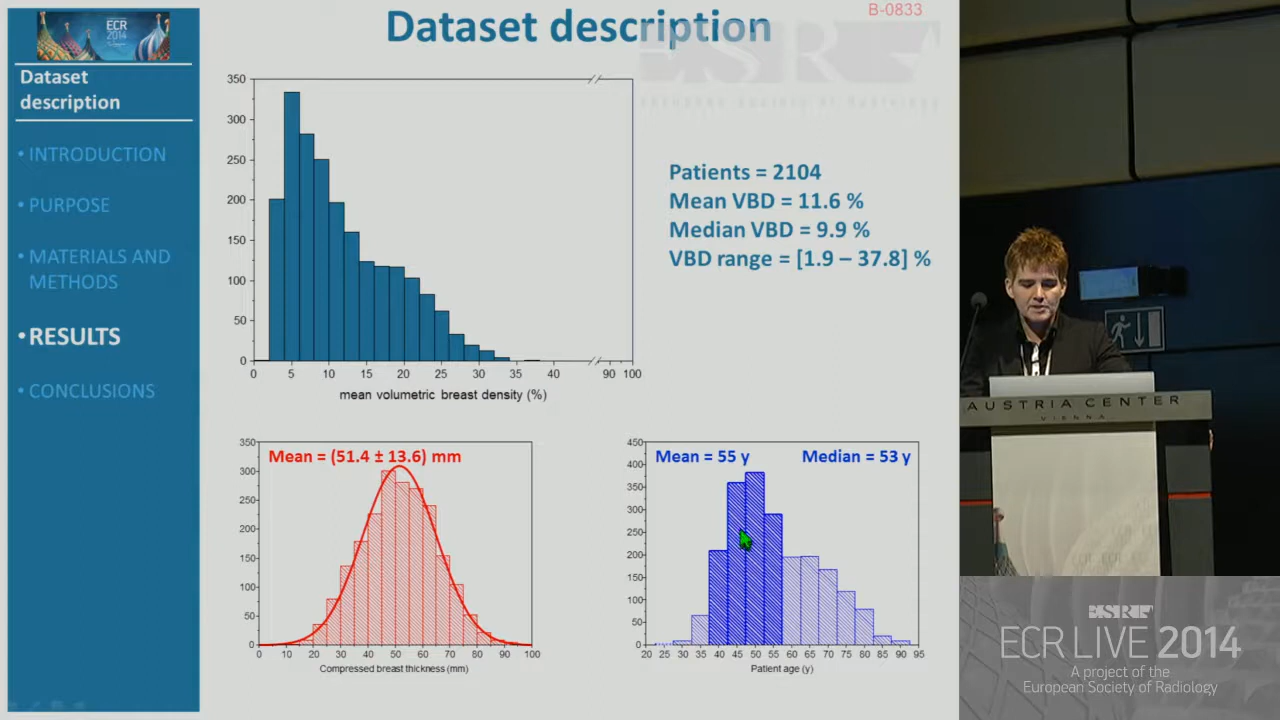 ECR
2014
Dataset description
B-0833
ESR
European Society of Radiology
Dataset
description
• INTRODUCTION
• PURPOSE
• MATERIALS AND
METHODS
• RESULTS
• CONCLUSIONS
350
300
250
200
150
100
50
0
0 5 10 15 20 25 30 35 40 90 100
mean volumetric breast density (%)
Patients = 2104
Mean VBD = 11.6 %
Median VBD = 9.9 %
VBD range = [1.9 – 37.8] %
Mean = (51.4 ± 13.6) mm
350
300
250
200
150
100
50
0
0 10 20 30 40 50 60 70 80 90 100
Compressed breast thickness (mm)
Mean = 55 y Median = 53 y
450
400
350
300
250
200
150
100
50
0
20 25 30 35 40 45 50 55 60 65 70 75 80 85 90 95
Patient age (y)
AUSTRIA CENTER
VIENNA
ESR
ECR LIVE 2014
A project of the
European Society of Radiology